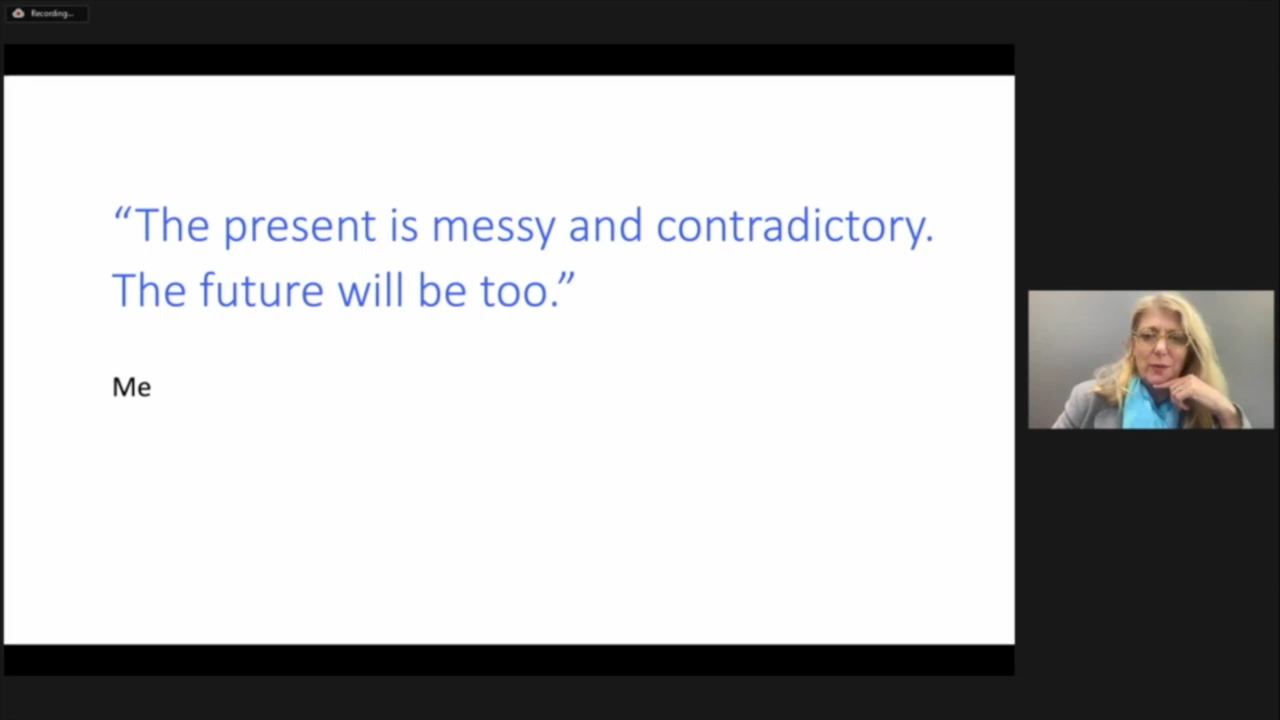 Recording...
“The present is messy and contradictory.
The future will be too.”
Me